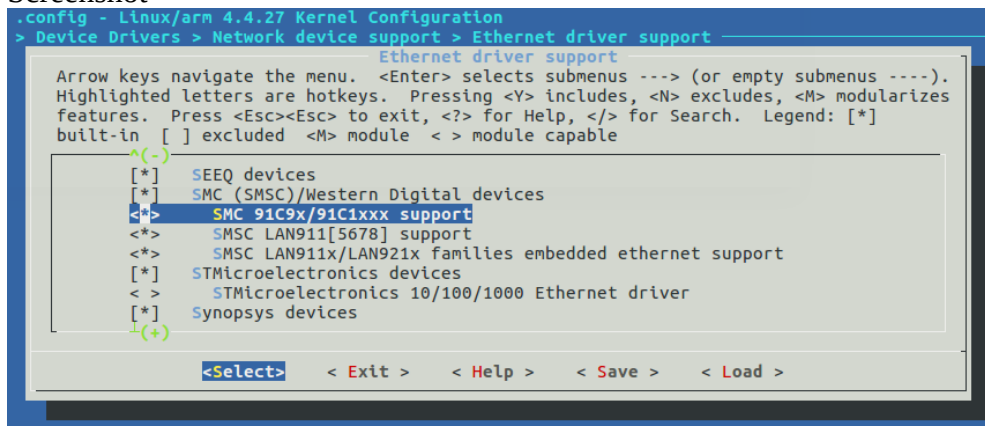 Screenshot
.config - Linux/arm 4.4.27 Kernel Configuration
> Device Drivers > Network device support > Ethernet driver support
Ethernet driver support
Arrow keys navigate the menu.  <Enter> selects submenus ---> (or empty submenus ----).
Highlighted letters are hotkeys.  Pressing <Y> includes, <N> excludes, <M> modularizes
features.  Press <Esc><Esc> to exit, <?> for Help, </> for Search.  Legend: [*]
built-in  [ ] excluded  <M> module  < > module capable
^(-)
[*]   SEEQ devices
[*]   SMC (SMSC)/Western Digital devices
<*>     SMC 91C9x/91C1xxx support
<*>     SMSC LAN911[5678] support
<*>     SMSC LAN911x/LAN921x families embedded ethernet support
[*]   STMicroelectronics devices
< >     STMicroelectronics 10/100/1000 Ethernet driver
[*]   Synopsys devices
(+)
<Select>    < Exit >    < Help >    < Save >    < Load >